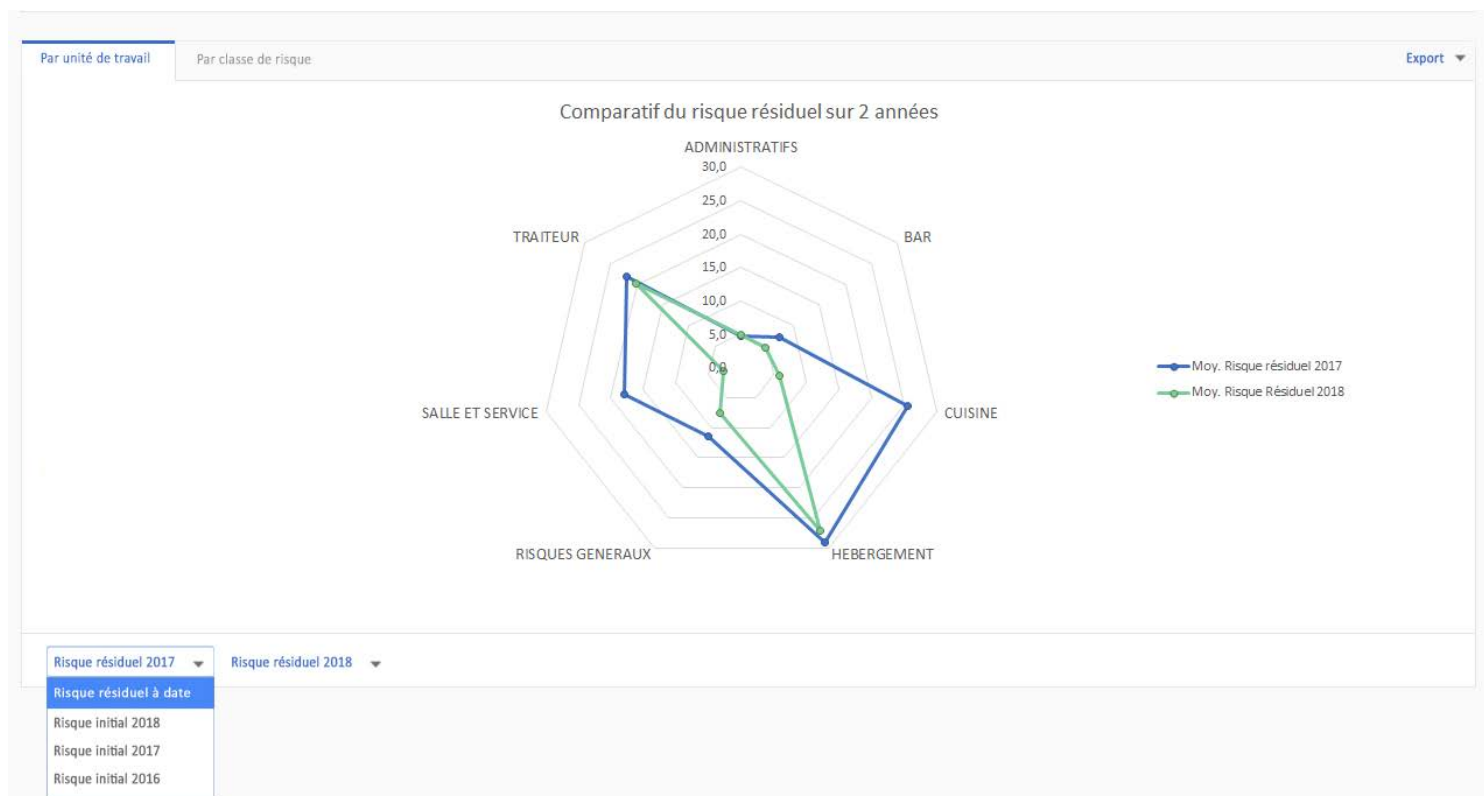 Par unité de travail
Par classe de risque
Export
Comparatif du risque résiduel sur 2 années
ADMINISTRATIFS
30,0
25,0
20,0
15,0
10,0
5,0
0,0
BAR
CUISINE
HEBERGEMENT
RISQUES GENERAUX
SALLE ET SERVICE
TRAITEUR
Moy. Risque résiduel 2017
Moy. Risque Résiduel 2018
Risque résiduel 2017
Risque résiduel 2018
Risque résiduel à date
Risque initial 2018
Risque initial 2017
Risque initial 2016